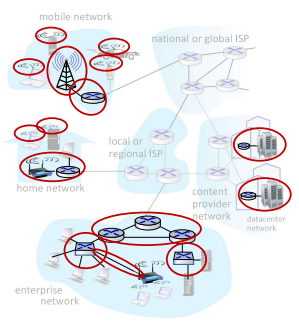 mobile network
national or global ISP
local or
regional ISP
home network
content
provider
network
datacenter
network
enterprise
network